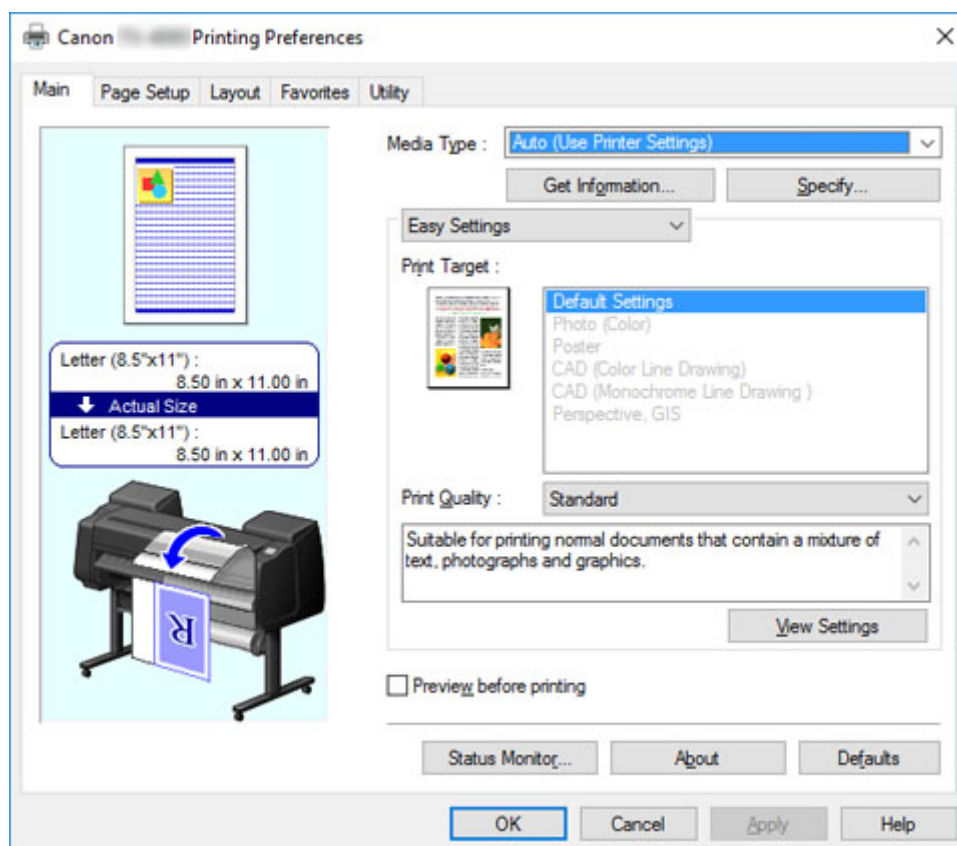 Canon Printing Preferences
Main Page Setup Layout Favorites Utility
Media Type : Auto (Use Printer Settings)
Get Information... Specify...
Easy Settings
Print Target :
Default Settings
Photo (Color)
Poster
CAD (Color Line Drawing)
CAD (Monochrome Line Drawing )
Perspective, GIS
Letter (8.5"x11") :
8.50 in x 11.00 in
Actual Size
Letter (8.5"x11") :
8.50 in x 11.00 in
R
Print Quality : Standard
Suitable for printing normal documents that contain a mixture of
text, photographs and graphics.
View Settings
Preview before printing
Status Monitor... About Defaults
OK Cancel Apply Help